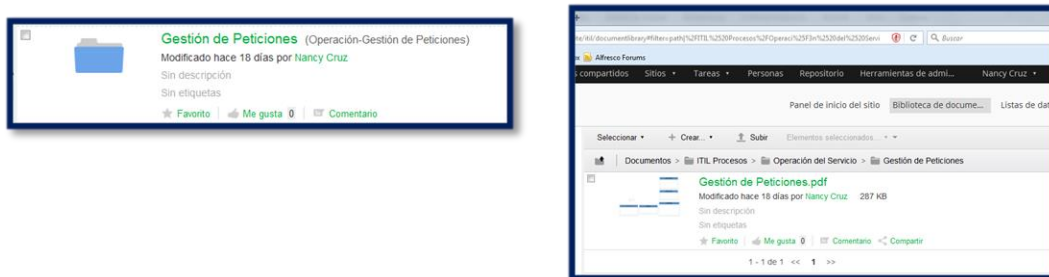 Gestión de Peticiones (Operación-Gestión de Peticiones)
Modificado hace 18 días por Nancy Cruz
Sin descripción
Sin etiquetas
Favorito Me gusta 0 Comentario
Buscar
Alfresco Forums
compartidos Sitios Tareas Personas Repositorio Herramientas de admi... Nancy Cruz
Panel de inicio del sitio Biblioteca de docume... Listas de dat
Seleccionar Crear... Subir Elementos seleccionados...
Documentos > ITIL Procesos > Operación del Servicio > Gestión de Peticiones
Gestión de Peticiones.pdf
Modificado hace 18 días por Nancy Cruz 287 KB
Sin descripción
Sin etiquetas
Favorito Me gusta 0 Comentario Compartir
1 - 1 de 1 << 1 >>